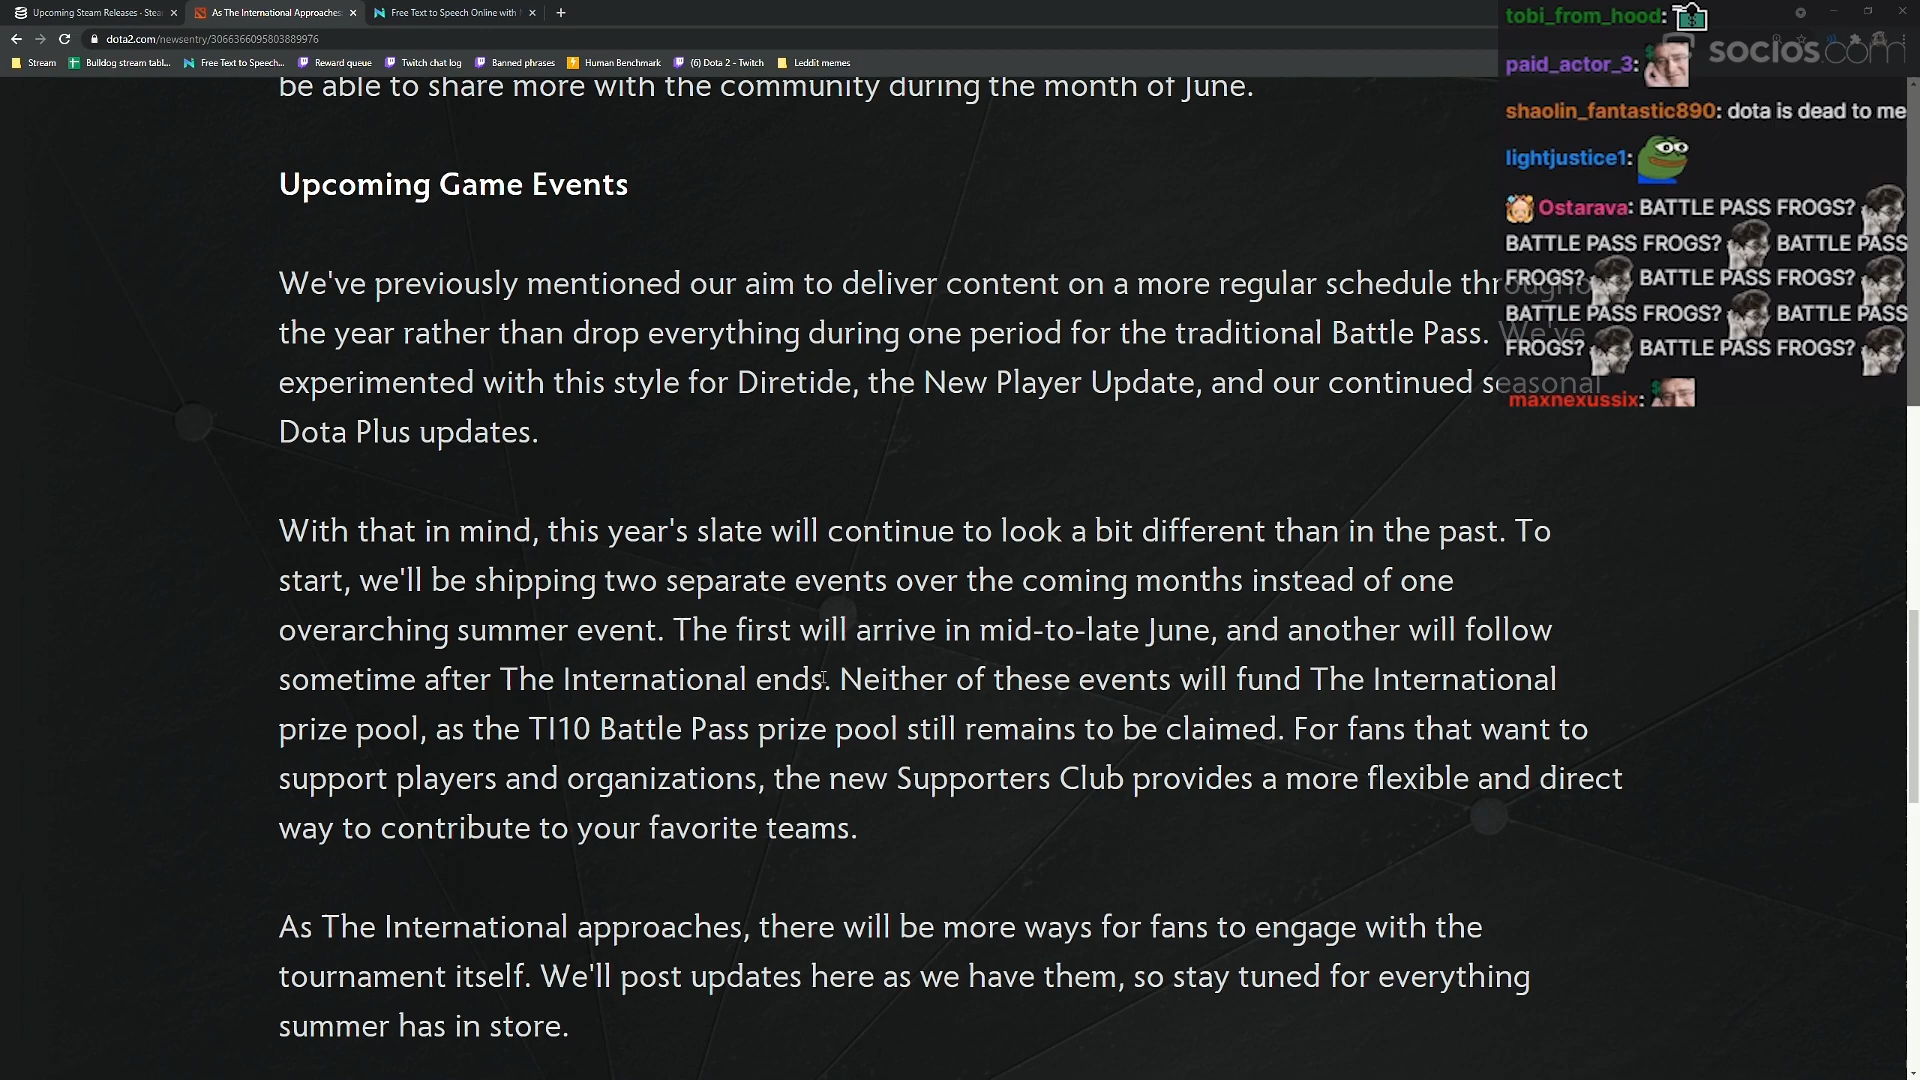 Upcoming Steam Releases - Stea
As The International Approaches
Free Text to Speech Online with
dota2.com/newsentry/3066366095803889976
Stream
Bulldog stream tabl...
Free Text to Speech...
Reward queue
Twitch chat log
Banned phrases
Human Benchmark
(6) Dota 2 - Twitch
Leddit memes
be able to share more with the community during the month of June.
Upcoming Game Events
We've previously mentioned our aim to deliver content on a more regular schedule throughout
the year rather than drop everything during one period for the traditional Battle Pass. We've
experimented with this style for Diretide, the New Player Update, and our continued seasonal
Dota Plus updates.
With that in mind, this year's slate will continue to look a bit different than in the past. To
start, we'll be shipping two separate events over the coming months instead of one
overarching summer event. The first will arrive in mid-to-late June, and another will follow
sometime after The International ends. Neither of these events will fund The International
prize pool, as the TI10 Battle Pass prize pool still remains to be claimed. For fans that want to
support players and organizations, the new Supporters Club provides a more flexible and direct
way to contribute to your favorite teams.
As The International approaches, there will be more ways for fans to engage with the
tournament itself. We'll post updates here as we have them, so stay tuned for everything
summer has in store.
tobi_from_hood:
socios.com
paid_actor_3:
shaolin_fantastic890: dota is dead to me
lightjustice1:
Ostarava: BATTLE PASS FROGS?
BATTLE PASS FROGS? BATTLE PASS
FROGS? BATTLE PASS FROGS?
BATTLE PASS FROGS? BATTLE PASS
FROGS? BATTLE PASS FROGS?
maxnexussix: